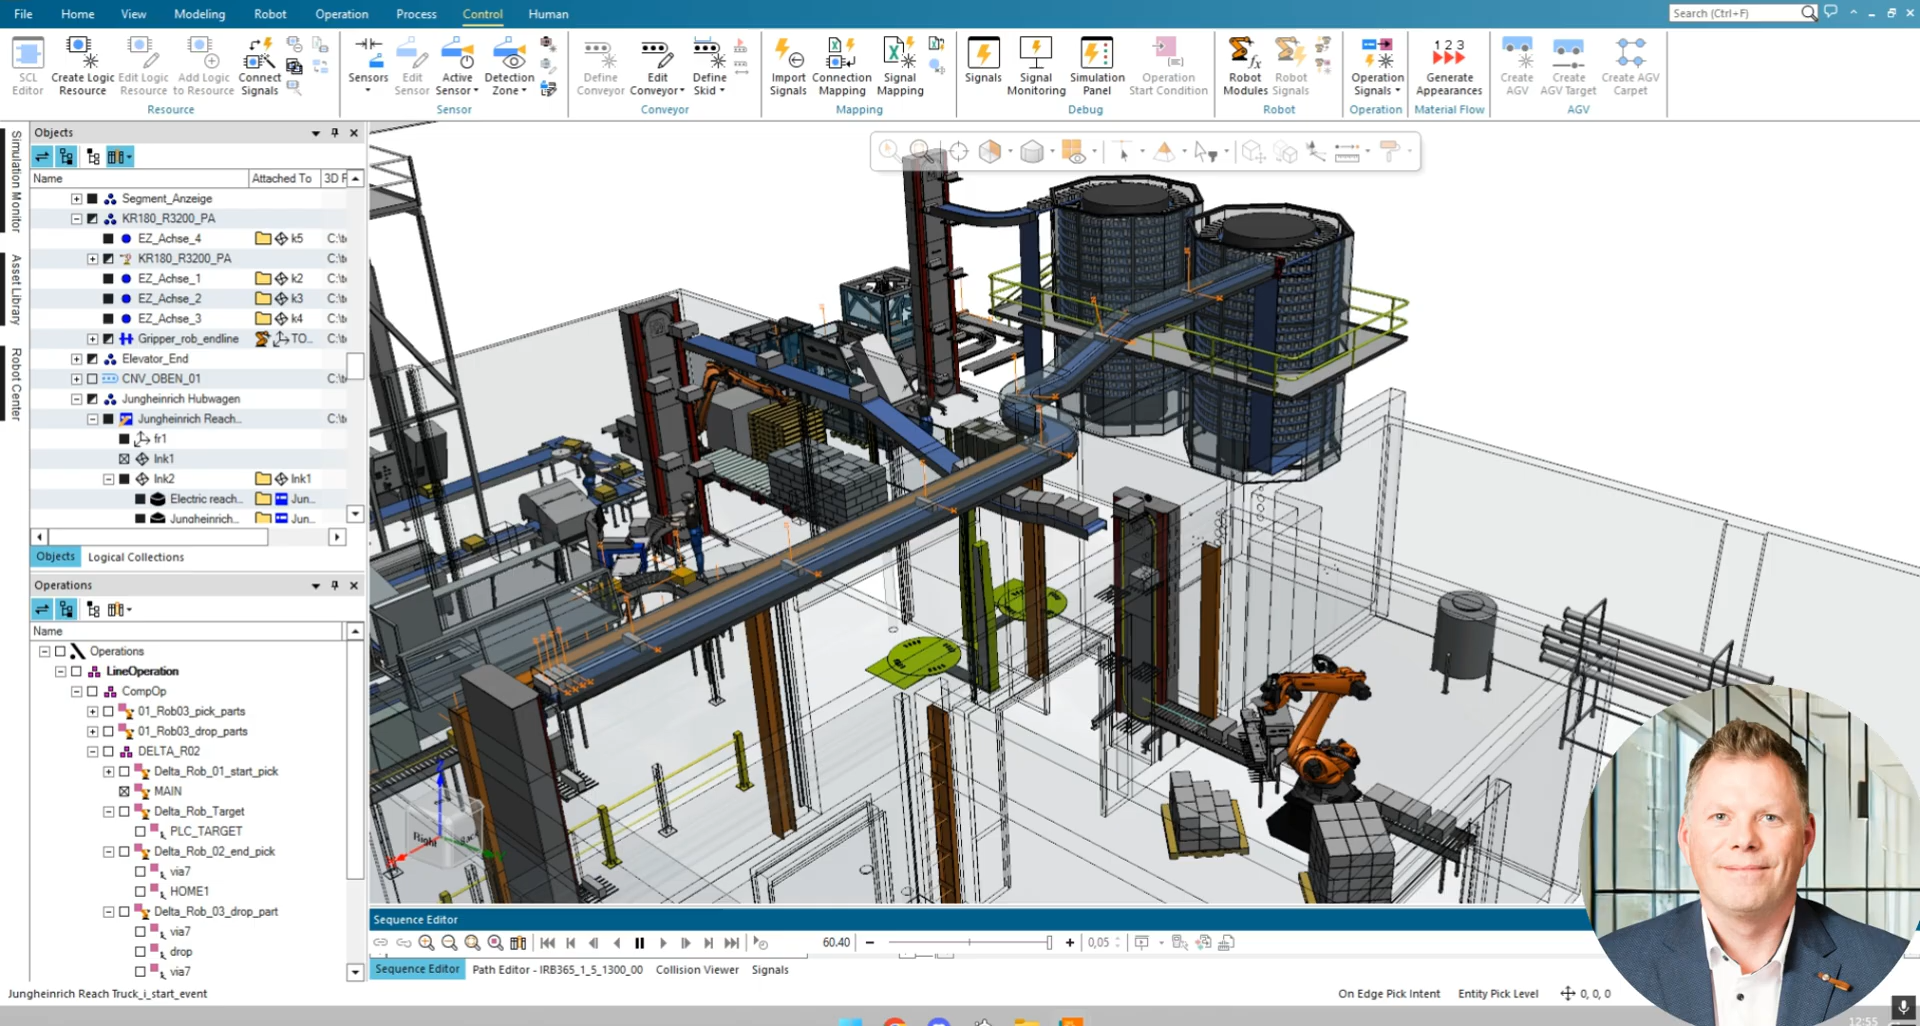 File Home View Modeling Robot Operation Process Control Human Search (Ctrl+F)
SCL Editor Create Logic Resource Edit Logic Resource Add Logic to Resource Connect Signals Sensors Edit Sensor Active Sensor Detection Zone Define Conveyor Edit Conveyor Define Skid Import Signals Connection Mapping Signal Mapping Signals Signal Monitoring Simulation Panel Operation Start Condition Robot Modules Robot Signals Operation Signals 1 2 3 Generate Appearances Create AGV Create AGV Target Create AGV Carpet
Resource Sensor Conveyor Mapping Debug Robot Operation Material Flow AGV
Simulation Monitor
Asset Library
Robot Center
Objects
Name Attached To 3D F
Segment_Anzeige
KR180_R3200_PA
EZ_Achse_4 k5 C:\t
KR180_R3200_PA C:\t
EZ_Achse_1 k2 C:\t
EZ_Achse_2 k3 C:\t
EZ_Achse_3 k4 C:\t
Gripper_rob_endline TO... C:\t
Elevator_End
CNV_OBEN_01 C:\t
Jungheinrich Hubwagen
Jungheinrich Reach... C:\t
fr1
lnk1
lnk2 lnk1
Electric reach... Jun...
Jungheinrich... Jun...
Objects Logical Collections
Operations
Name
Operations
LineOperation
CompOp
01_Rob03_pick_parts
01_Rob03_drop_parts
DELTA_R02
Delta_Rob_01_start_pick
MAIN
Delta_Rob_Target
PLC_TARGET
Delta_Rob_02_end_pick
via7
HOME1
Delta_Rob_03_drop_part
via7
drop
via7
Right
Sequence Editor
60.40 0,05
Sequence Editor Path Editor - IRB365_1_5_1300_00 Collision Viewer Signals
Jungheinrich Reach Truck_i_start_event On Edge Pick Intent Entity Pick Level 0, 0, 0
12:55